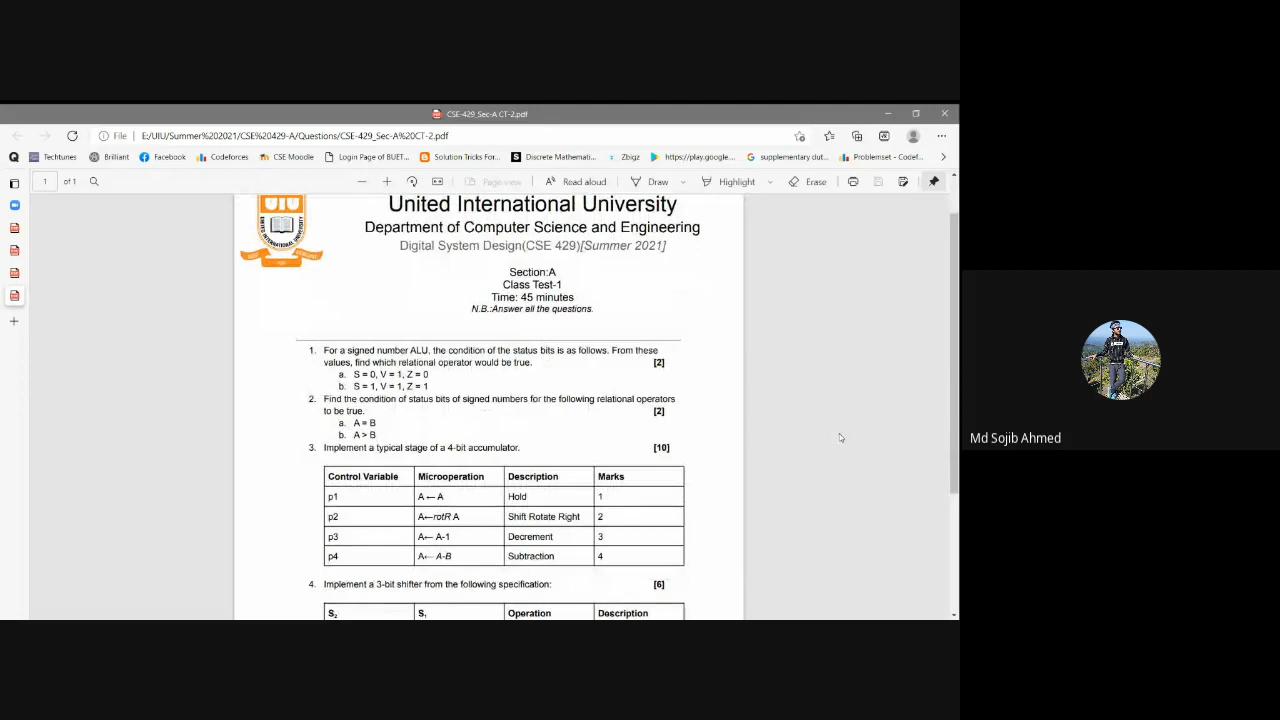 CSE-429_Sec-A CT-2.pdf
File | E:/UIU/Summer%202021/CSE%20429-A/Questions/CSE-429_Sec-A%20CT-2.pdf
Techtunes Brilliant Facebook Codeforces CSE Moodle Login Page of BUET... Solution Tricks For... Discrete Mathemati... Zbigz https://play.google.... supplementary dut... Problemset - Codef...
1 of 1 Page view Read aloud Draw Highlight Erase
UIU
United International University
Department of Computer Science and Engineering
Digital System Design(CSE 429)[Summer 2021]
Section:A
Class Test-1
Time: 45 minutes
N.B.:Answer all the questions.
1. For a signed number ALU, the condition of the status bits is as follows. From these
values, find which relational operator would be true. [2]
a. S = 0, V = 1, Z = 0
b. S = 1, V = 1, Z = 1
2. Find the condition of status bits of signed numbers for the following relational operators
to be true. [2]
a. A = B
b. A > B
3. Implement a typical stage of a 4-bit accumulator. [10]
Control Variable Microoperation Description Marks
p1 A ← A Hold 1
p2 A←rotR A Shift Rotate Right 2
p3 A← A-1 Decrement 3
p4 A← A-B Subtraction 4
4. Implement a 3-bit shifter from the following specification: [6]
S₂ S₁ Operation Description
Md Sojib Ahmed